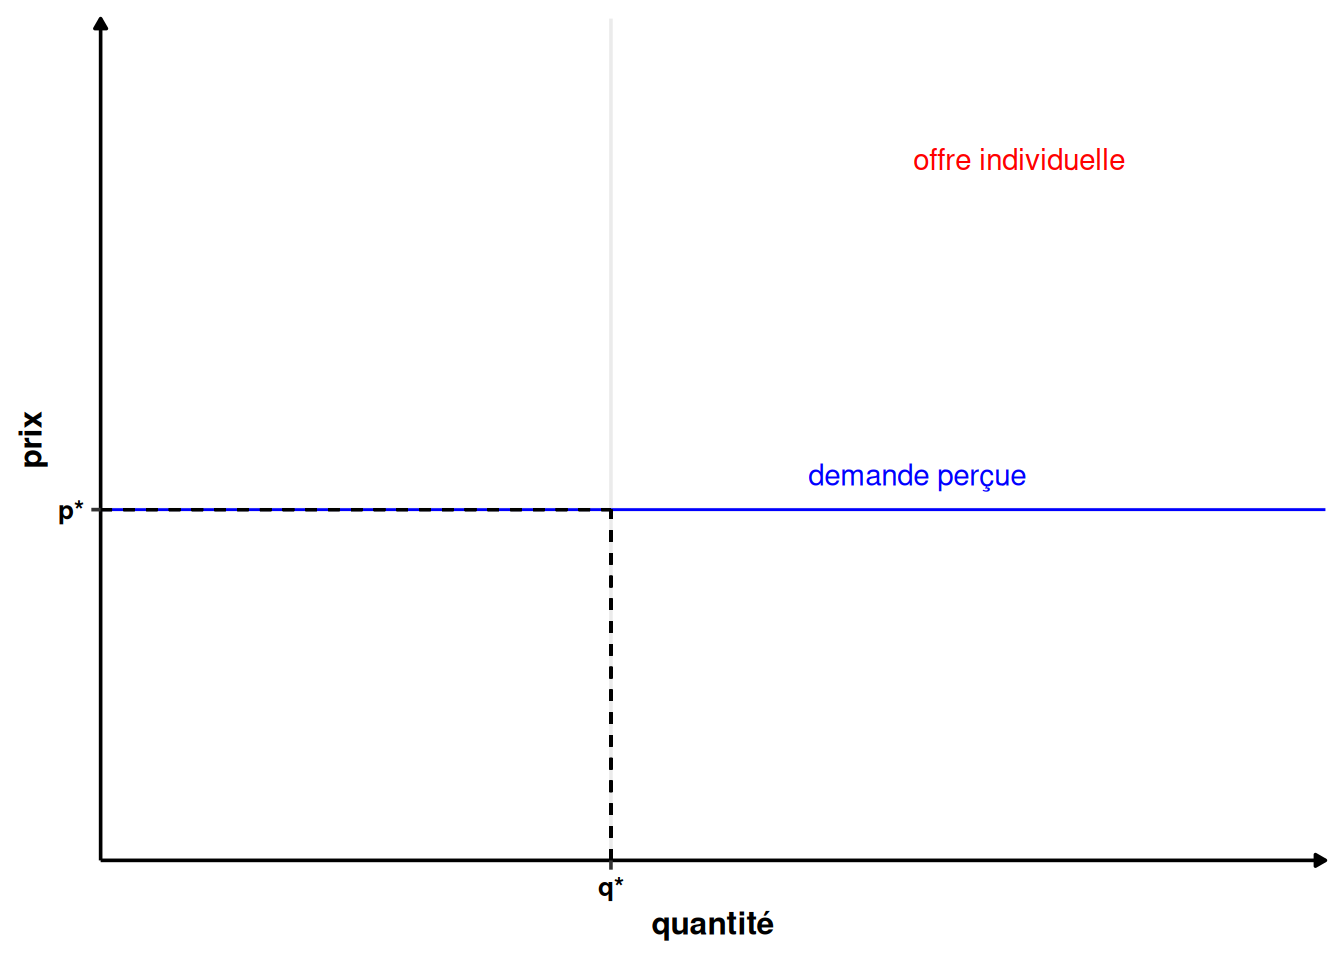 offre individuelle
demande perçue
prix
p*
q*
quantité